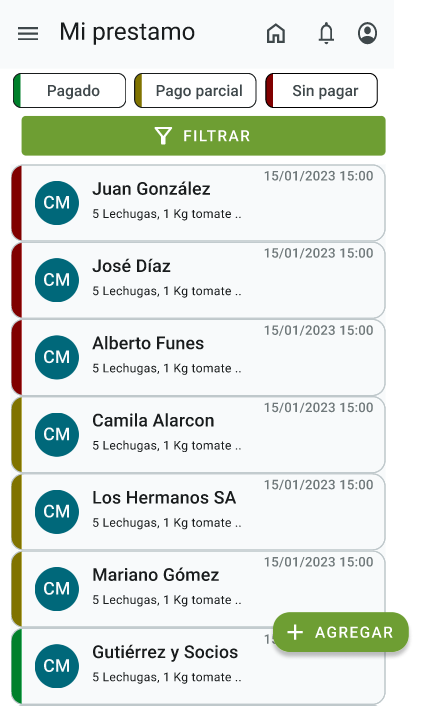 Mi prestamo
Pagado
Pago parcial
Sin pagar
FILTRAR
15/01/2023 15:00
CM
Juan González
5 Lechugas, 1 Kg tomate ..
15/01/2023 15:00
CM
José Díaz
5 Lechugas, 1 Kg tomate ..
15/01/2023 15:00
CM
Alberto Funes
5 Lechugas, 1 Kg tomate ..
15/01/2023 15:00
CM
Camila Alarcon
5 Lechugas, 1 Kg tomate ..
15/01/2023 15:00
CM
Los Hermanos SA
5 Lechugas, 1 Kg tomate ..
15/01/2023 15:00
CM
Mariano Gómez
5 Lechugas, 1 Kg tomate ..
AGREGAR
CM
Gutiérrez y Socios
5 Lechugas, 1 Kg tomate ..